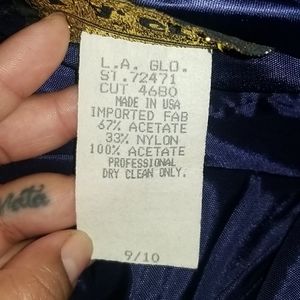 L.A. GLO.
ST.72471
CUT 4680
MADE IN USA
IMPORTED FAB
67% ACETATE
33% NYLON
100% ACETATE
PROFESSIONAL
DRY CLEAN ONLY.
9/10